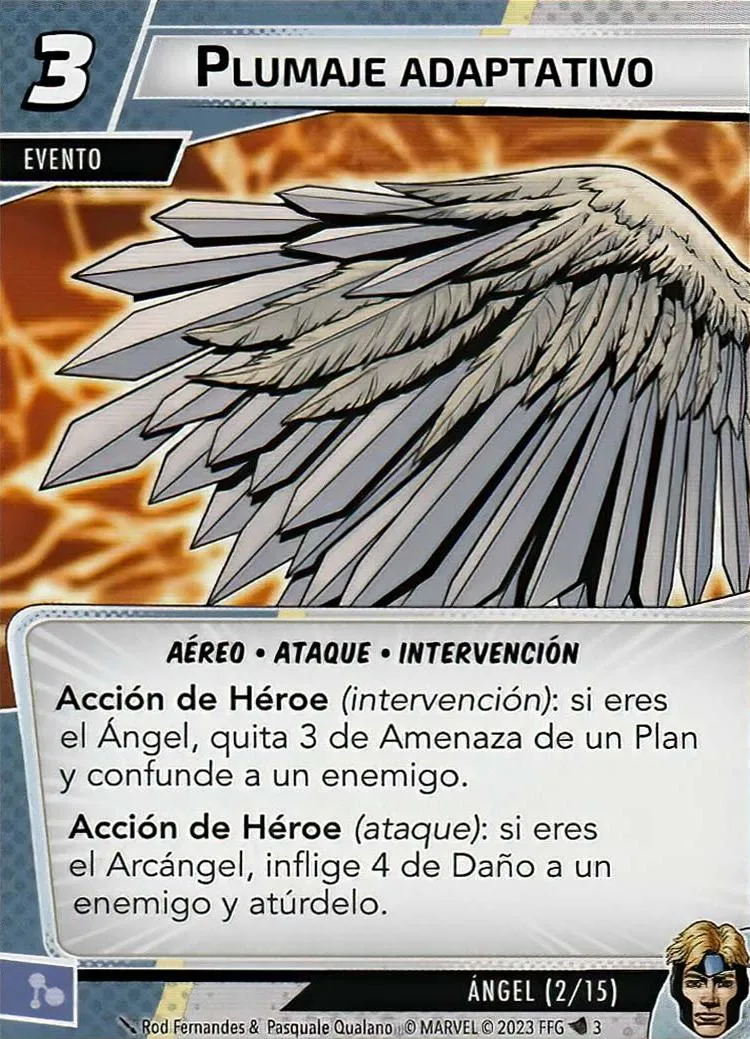 3
PLUMAJE ADAPTATIVO
EVENTO
AÉREO • ATAQUE • INTERVENCIÓN
Acción de Héroe (intervención): si eres
el Ángel, quita 3 de Amenaza de un Plan
y confunde a un enemigo.
Acción de Héroe (ataque): si eres
el Arcángel, inflige 4 de Daño a un
enemigo y atúrdelo.
ÁNGEL (2/15)
Rod Fernandes & Pasquale Qualano © MARVEL © 2023 FFG 3